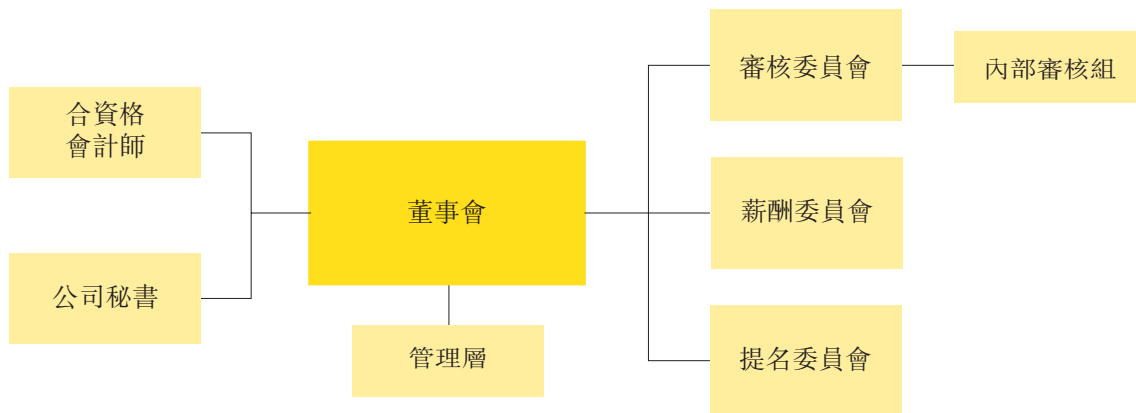 審核委員會
內部審核組
合資格
會計師
董事會
薪酬委員會
公司秘書
管理層
提名委員會